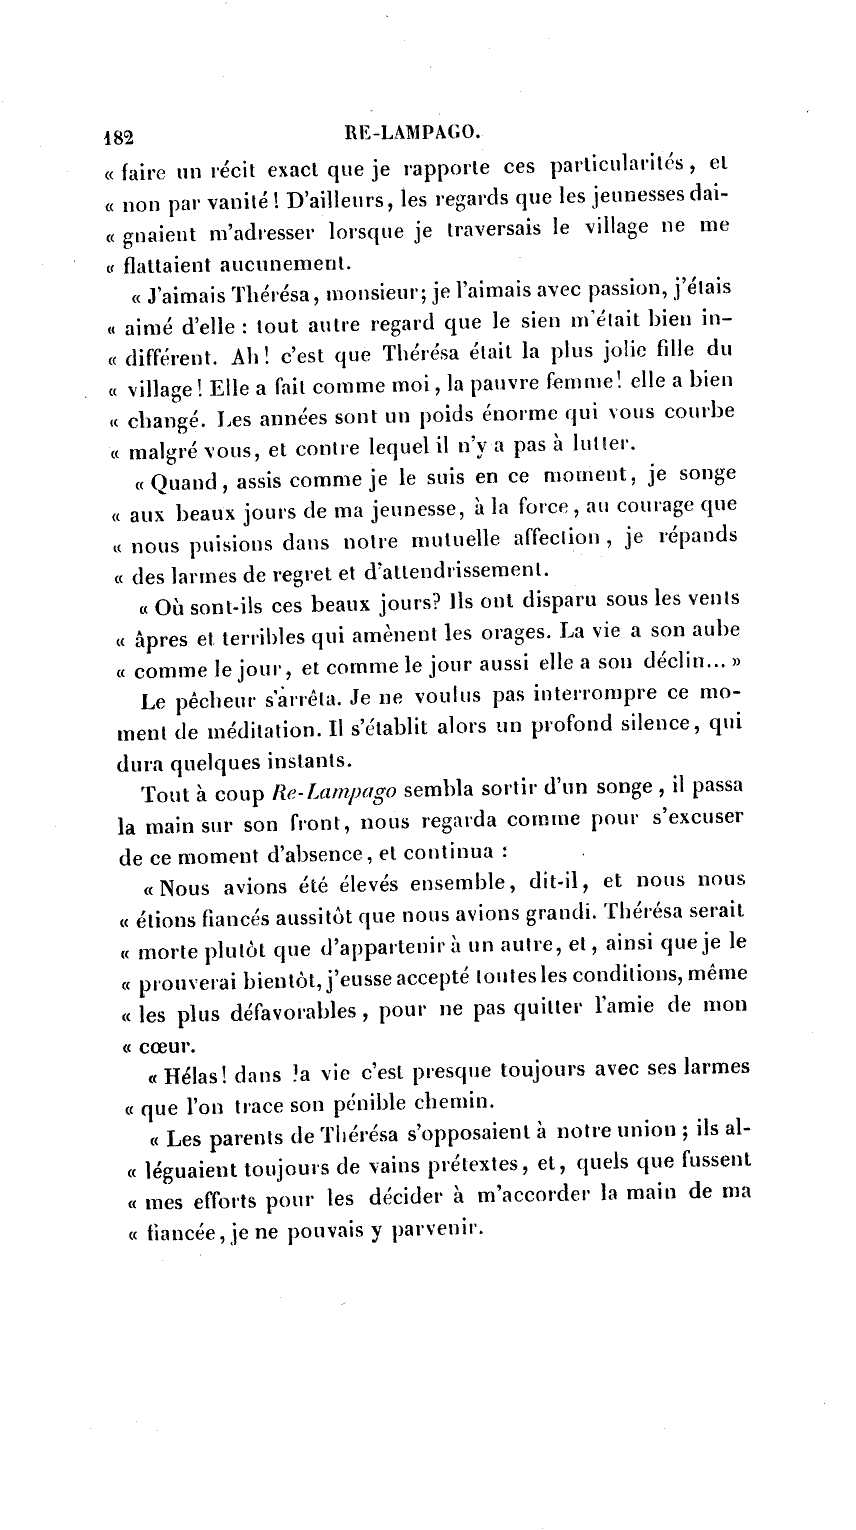 182 RE-LAMPAGO.
« faire un récit exact que je rapporte ces particularités, et
« non par vanité! D'ailleurs, les regards que les jeunesses dai-
« gnaient m'adresser lorsque je traversais le village ne me
« flattaient aucunement.
« J'aimais Thérésa, monsieur; je l'aimais avec passion, j'étais
« aimé d'elle : tout autre regard que le sien m'était bien in-
« différent. Ah! c'est que Thérésa était la plus jolie fille du
« village! Elle a fait comme moi, la pauvre femme! elle a bien
« changé. Les années sont un poids énorme qui vous courbe
« malgré vous, et contre lequel il n'y a pas à lutter.
« Quand, assis comme je le suis en ce moment, je songe
« aux beaux jours de ma jeunesse, à la force, au courage que
« nous puisions dans notre mutuelle affection, je répands
« des larmes de regret et d'attendrissement.
« Où sont-ils ces beaux jours? Ils ont disparu sous les vents
« âpres et terribles qui amènent les orages. La vie a son aube
« comme le jour, et comme le jour aussi elle a son déclin... »
Le pêcheur s'arrêta. Je ne voulus pas interrompre ce mo-
ment de méditation. Il s'établit alors un profond silence, qui
dura quelques instants.
Tout à coup Re-Lampago sembla sortir d'un songe, il passa
la main sur son front, nous regarda comme pour s'excuser
de ce moment d'absence, et continua :
« Nous avions été élevés ensemble, dit-il, et nous nous
« étions fiancés aussitôt que nous avions grandi. Thérésa serait
« morte plutôt que d'appartenir à un autre, et, ainsi que je le
« prouverai bientôt, j'eusse accepté toutes les conditions, même
« les plus défavorables, pour ne pas quitter l'amie de mon
« cœur.
« Hélas! dans la vie c'est presque toujours avec ses larmes
« que l'on trace son pénible chemin.
« Les parents de Thérésa s'opposaient à notre union ; ils al-
« léguaient toujours de vains prétextes, et, quels que fussent
« mes efforts pour les décider à m'accorder la main de ma
« fiancée, je ne pouvais y parvenir.